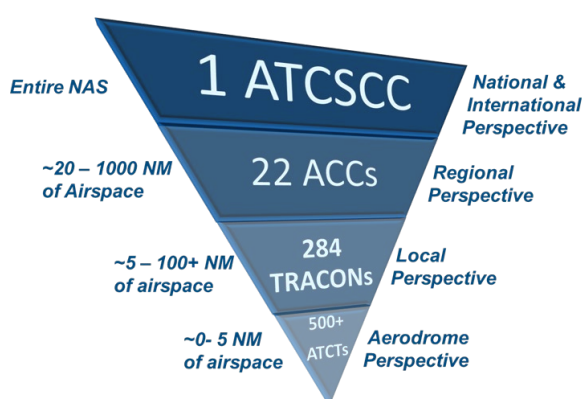 Entire NAS
1 ATCSCC
National &
International
Perspective
~20 – 1000 NM
of Airspace
22 ACCs
Regional
Perspective
~5 – 100+ NM
of airspace
284
TRACONs
Local
Perspective
~0- 5 NM
of airspace
500+
ATCTs
Aerodrome
Perspective